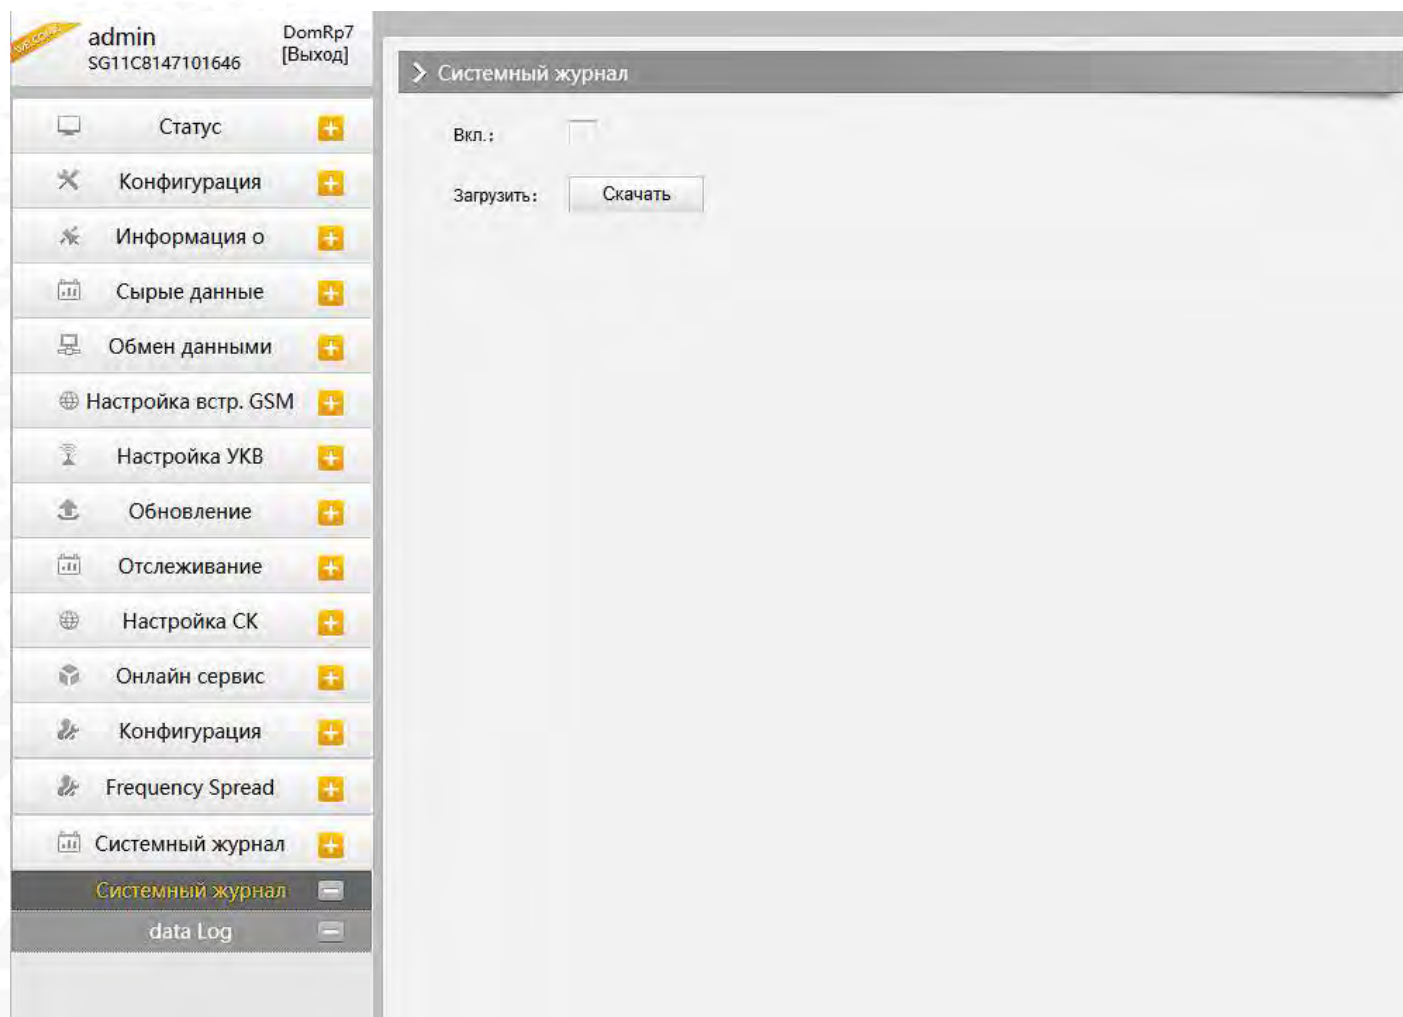 WELCOME
admin
DomRp7
SG11C8147101646
[Выход]
Системный журнал
Вкл.:
Загрузить:
Скачать
Статус
Конфигурация
Информация о
Сырые данные
Обмен данными
Настройка встр. GSM
Настройка УКВ
Обновление
Отслеживание
Настройка СК
Онлайн сервис
Конфигурация
Frequency Spread
Системный журнал
Системный журнал
data Log